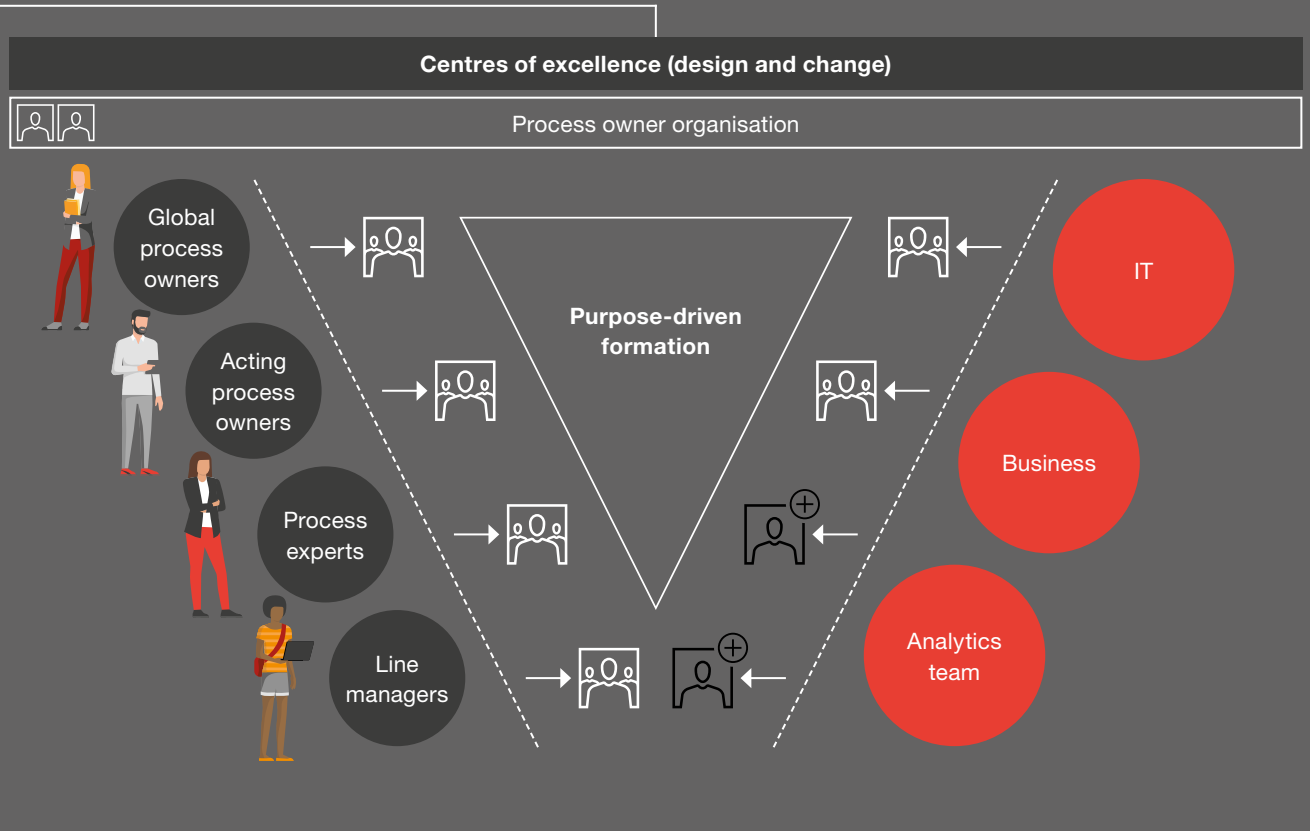 Centres of excellence (design and change)
Process owner organisation
Global
process
owners
Purpose-driven
formation
IT
Acting
process
owners
Business
Process
experts
Analytics
team
Line
managers